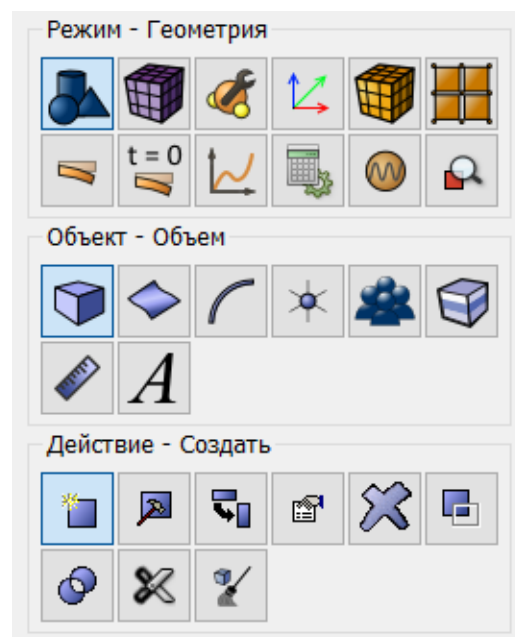 Режим - Геометрия
t = 0
Объект - Объем
A
Действие - Создать